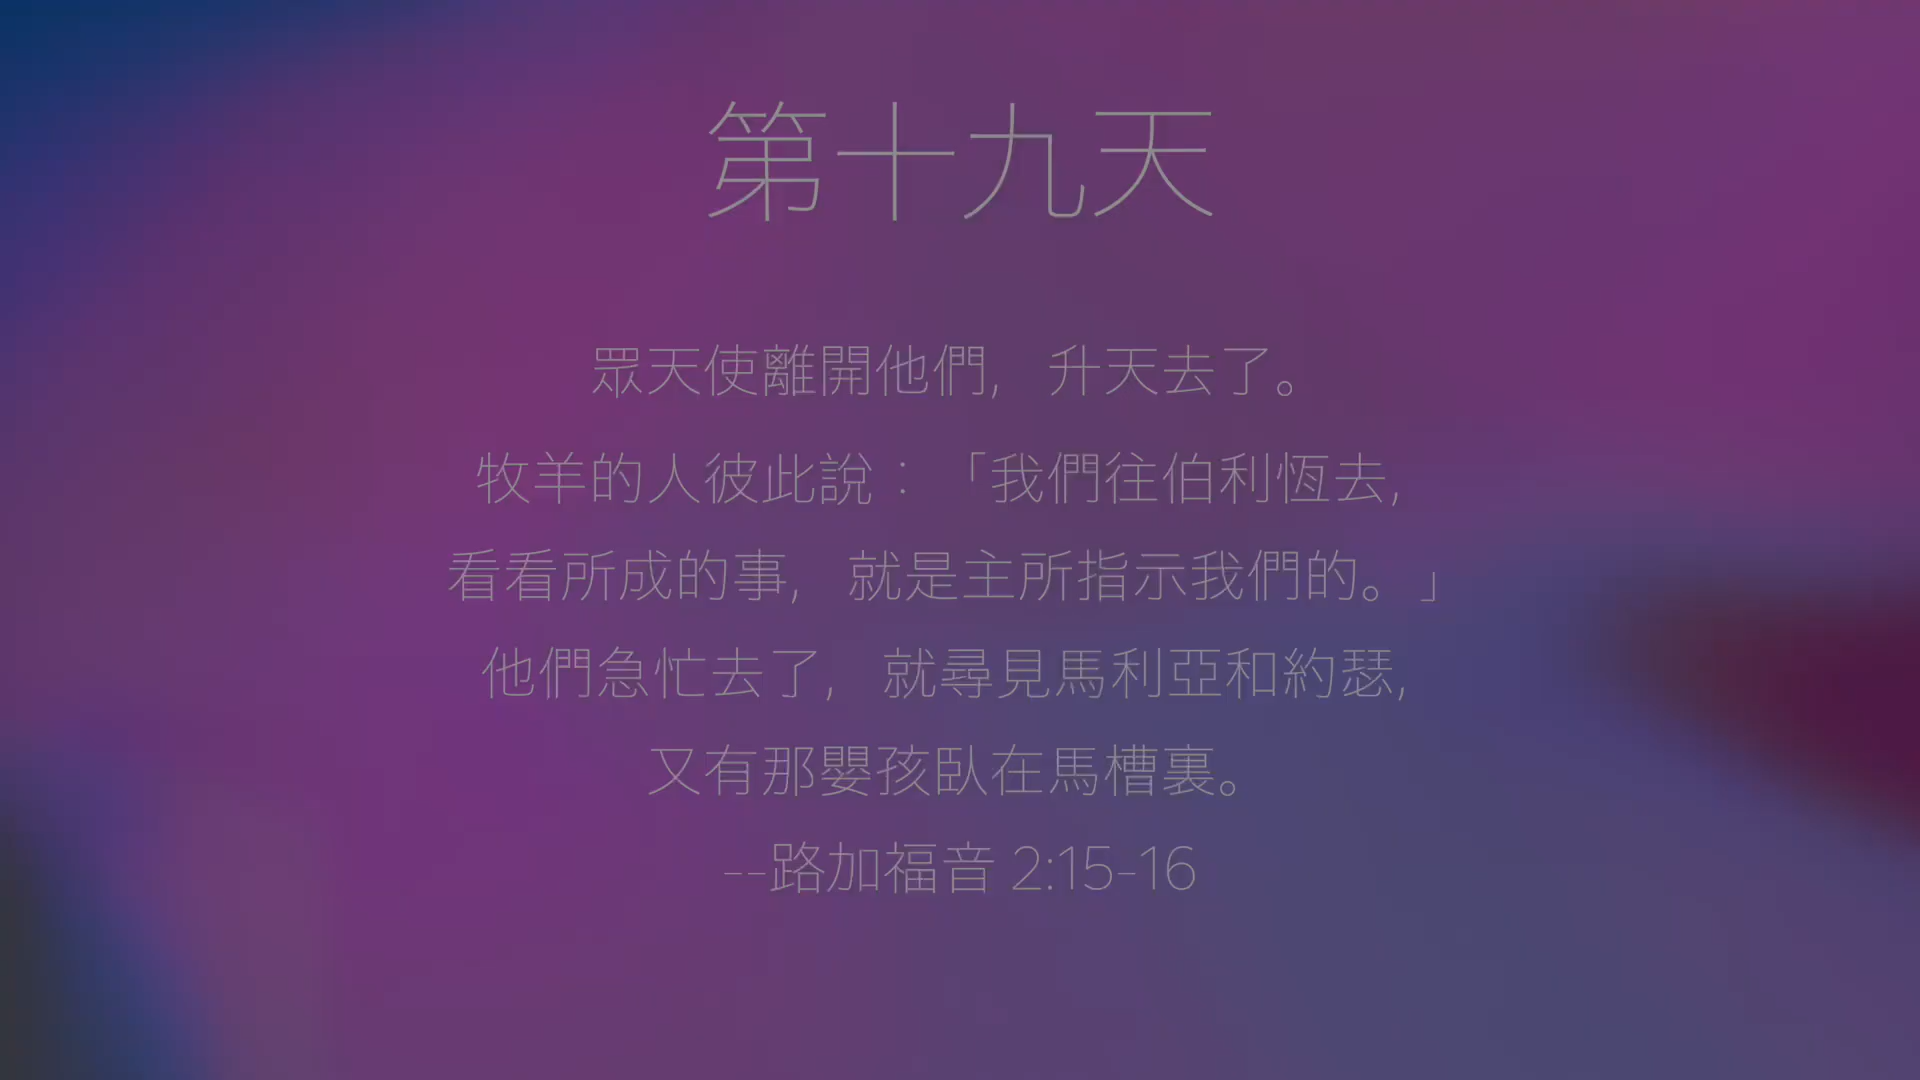 第十九天
眾天使離開他們，升天去了。
牧羊的人彼此說：「我們往伯利恆去，
看看所成的事，就是主所指示我們的。」
他們急忙去了，就尋見馬利亞和約瑟，
又有那嬰孩臥在馬槽裏。
--路加福音 2:15-16